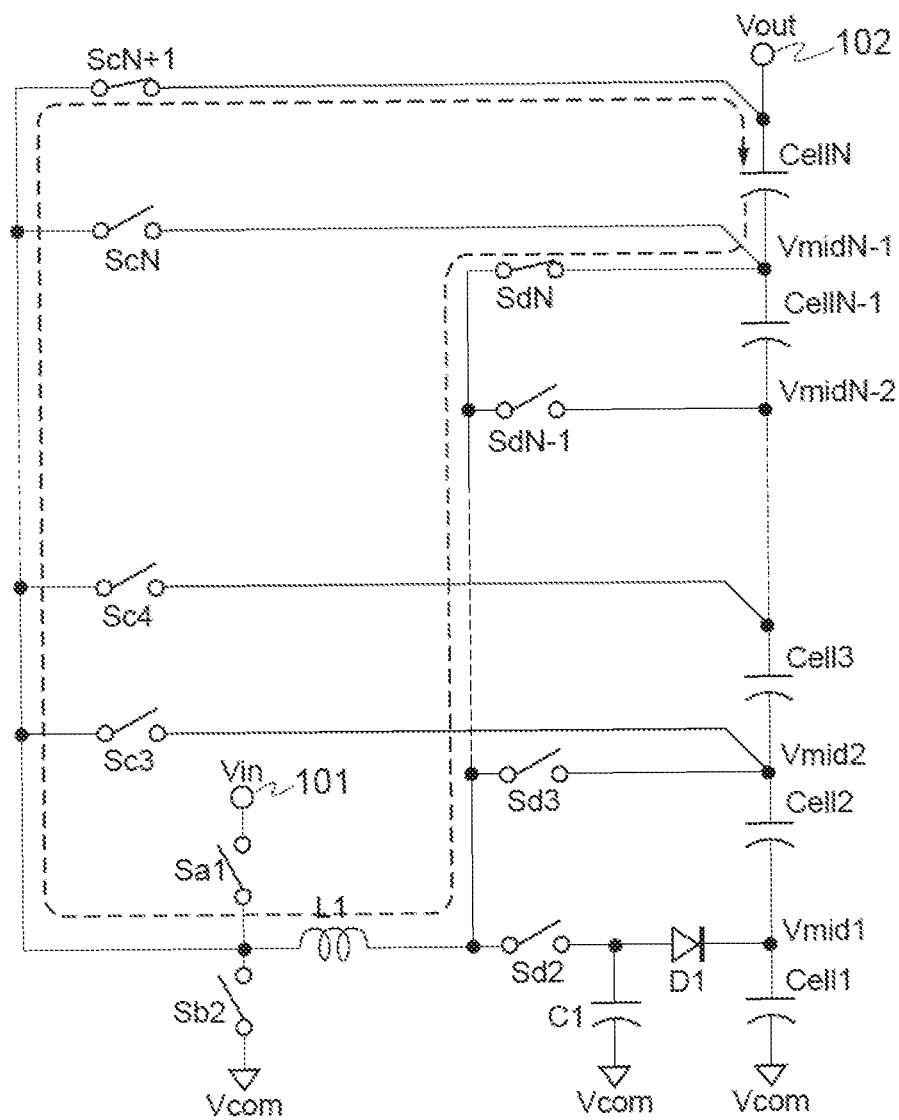 Vout
102
ScN+1
CellN
ScN
VmidN-1
SdN
CellN-1
VmidN-2
SdN-1
Sc4
Cell3
Sc3
Vmid2
Vin
101
Sd3
Cell2
Sa1
L1
Vmid1
Sd2
D1
Cell1
Sb2
C1
Vcom
Vcom
Vcom